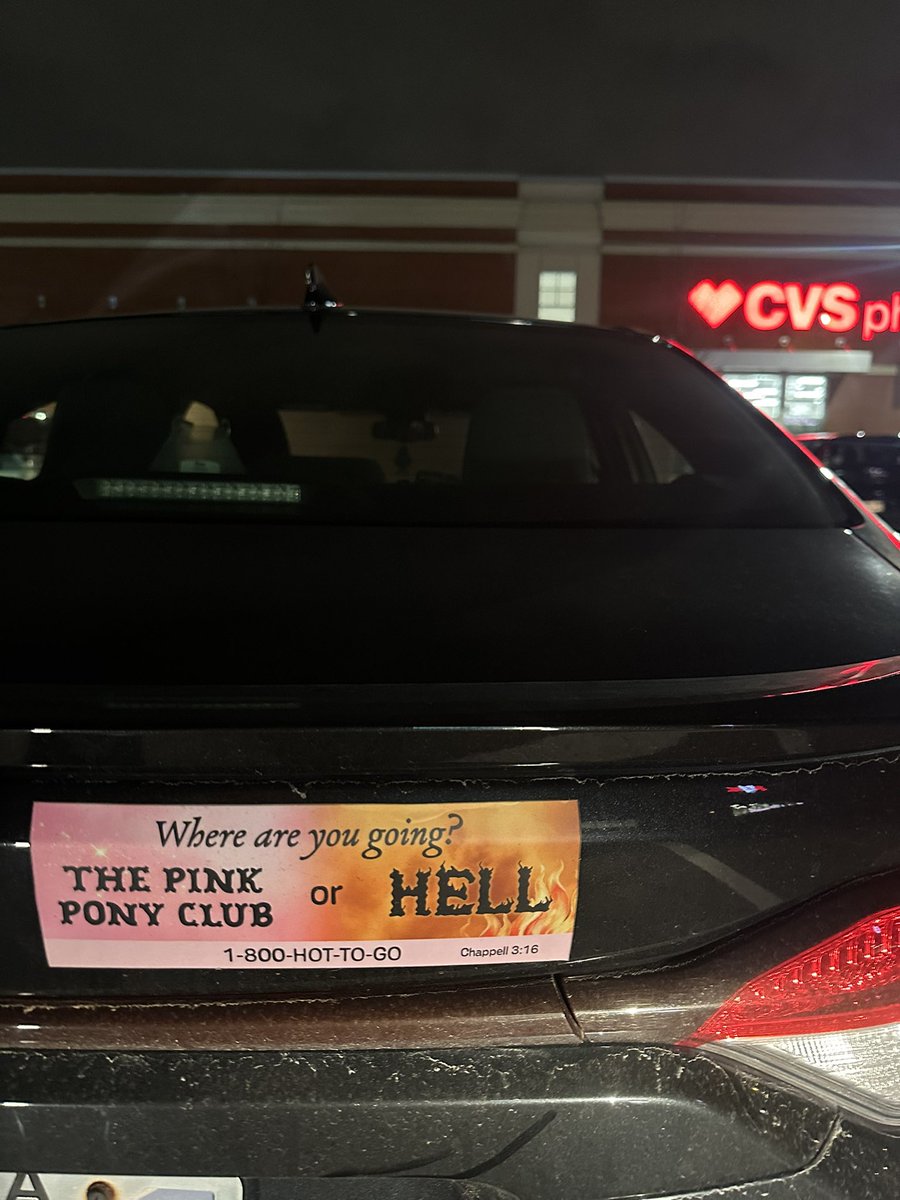 CVS ph
Where are you going?
THE PINK
PONY CLUB
or
HELL
1-800-HOT-TO-GO
Chappell 3:16
A